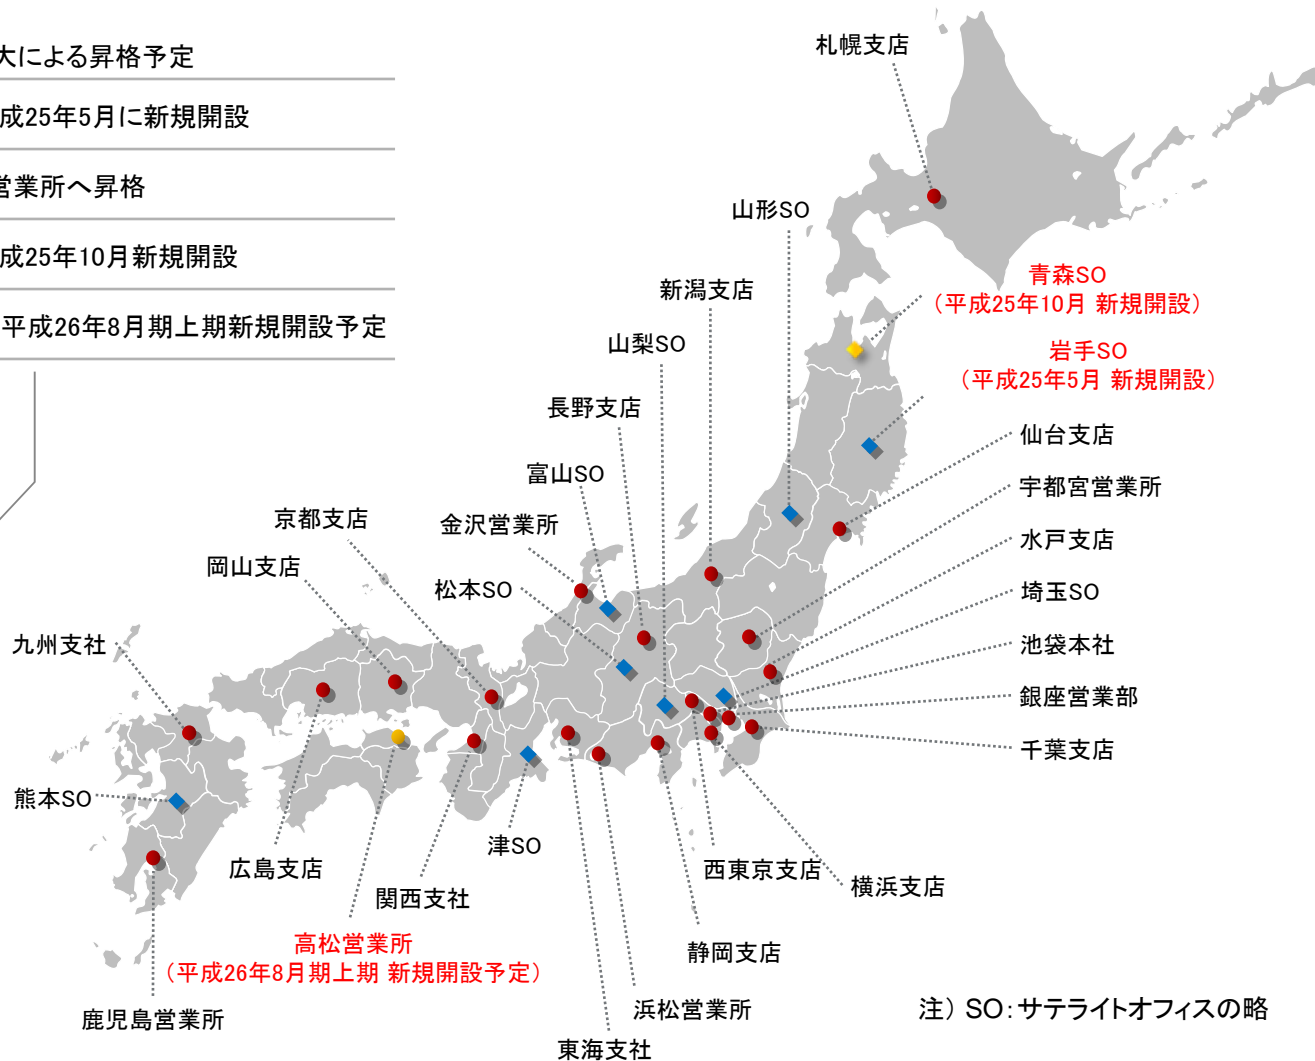 大による昇格予定
成25年5月に新規開設
営業所へ昇格
成25年10月新規開設
平成26年8月期上期新規開設予定
札幌支店
山形SO
青森SO
（平成25年10月 新規開設）
新潟支店
山梨SO
岩手SO
（平成25年5月 新規開設）
長野支店
仙台支店
富山SO
宇都宮営業所
京都支店
金沢営業所
水戸支店
岡山支店
松本SO
埼玉SO
九州支社
池袋本社
銀座営業部
千葉支店
熊本SO
津SO
広島支店
西東京支店
横浜支店
関西支社
高松営業所
（平成26年8月期上期 新規開設予定）
静岡支店
浜松営業所
鹿児島営業所
東海支社
注）SO：サテライトオフィスの略